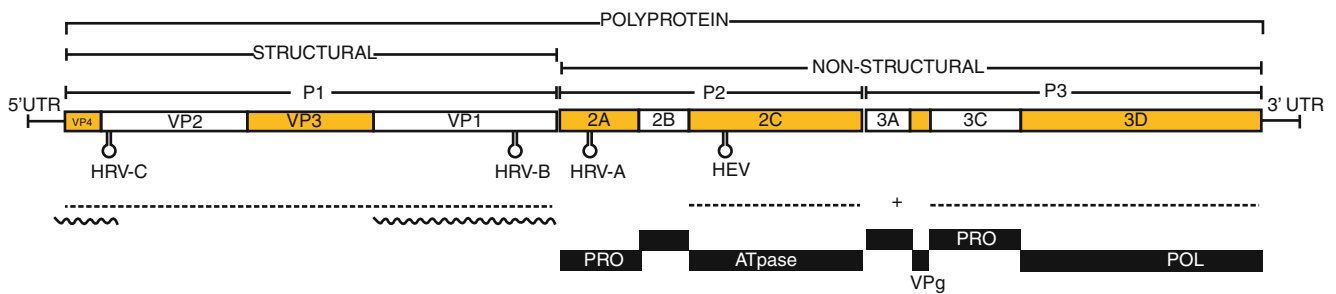 POLYPROTEIN
STRUCTURAL
NON-STRUCTURAL
P1 P2 P3
5'UTR 3' UTR
VP4 VP2 VP3 VP1 2A 2B 2C 3A 3C 3D
HRV-C HRV-B HRV-A HEV
+
PRO
PRO ATpase POL
VPg